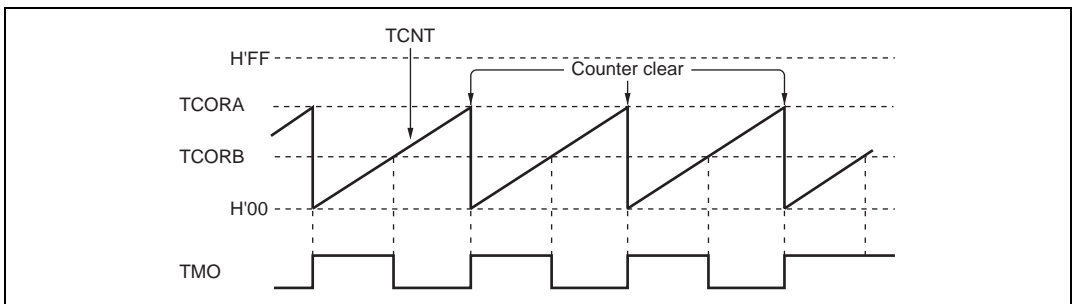 TCNT
H'FF
Counter clear
TCORA
TCORB
H'00
TMO